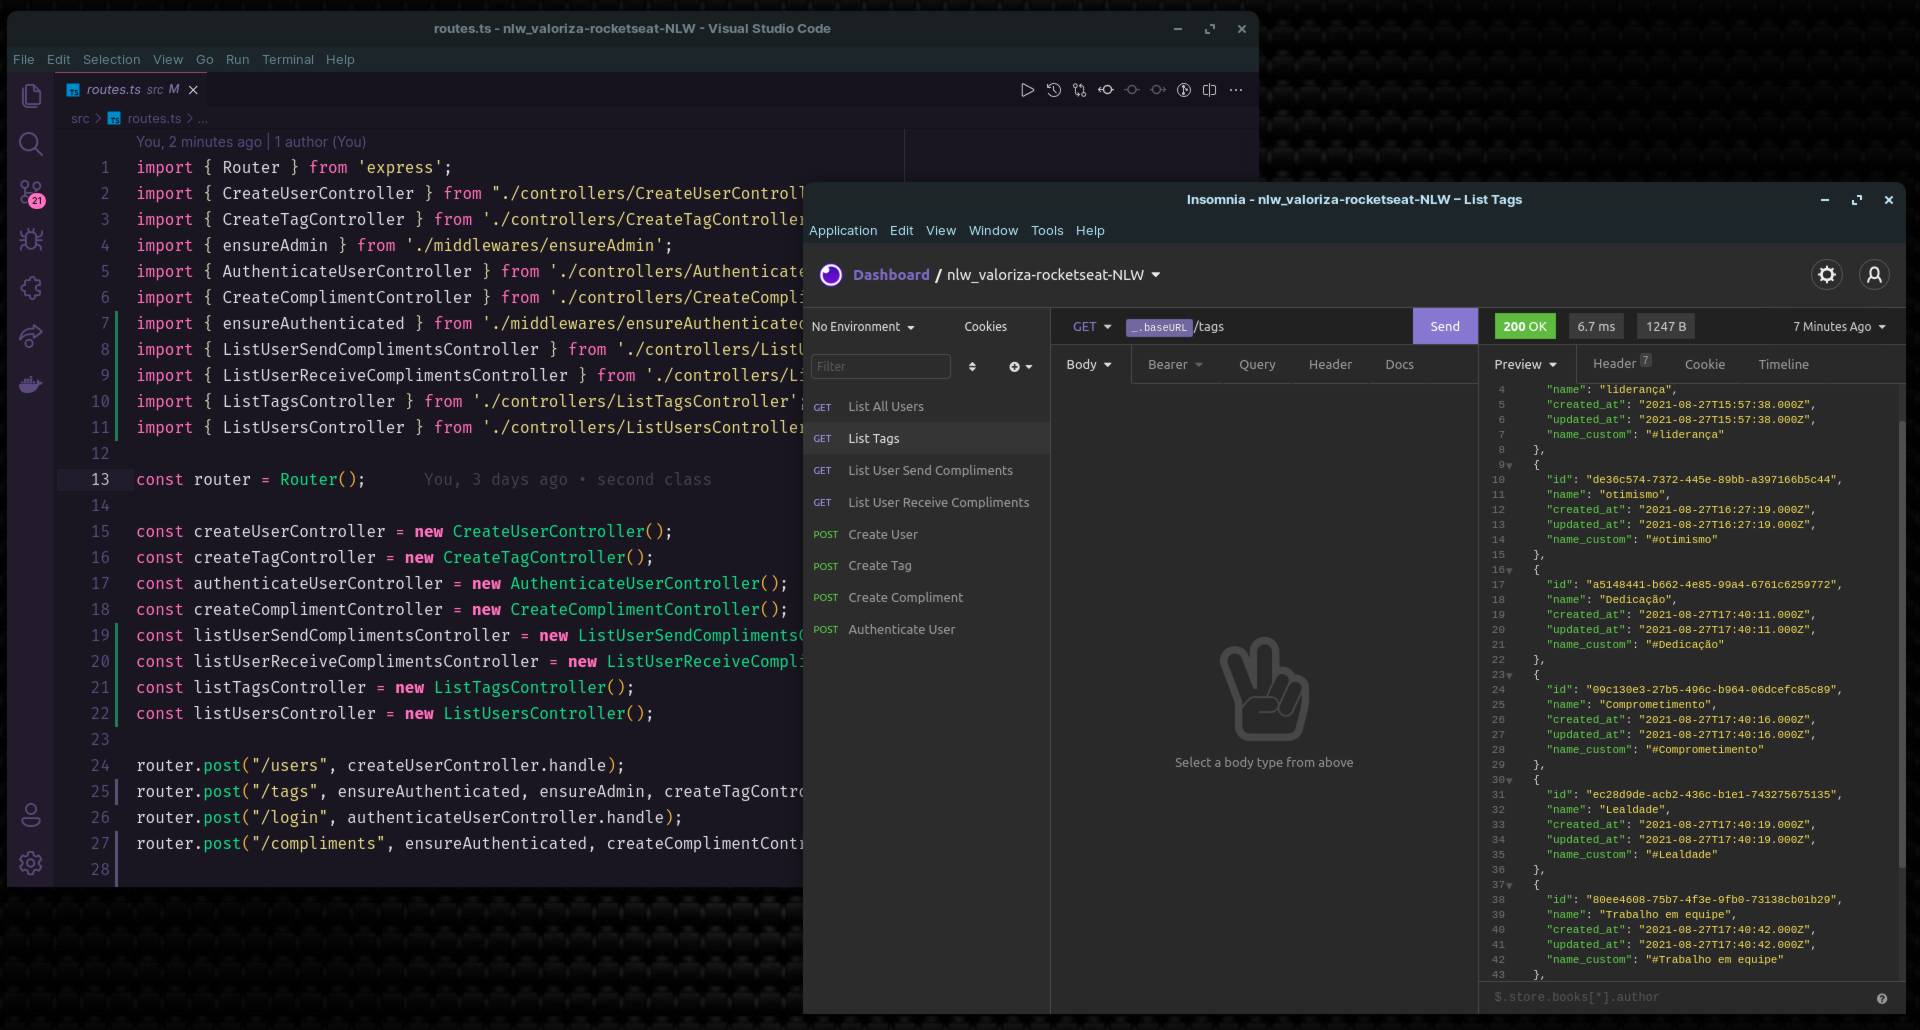 routes.ts - nlw_valoriza-rocketseat-NLW - Visual Studio Code
File Edit Selection View Go Run Terminal Help
21
TS routes.ts src M
src > TS routes.ts > ...
You, 2 minutes ago | 1 author (You)
1 import { Router } from 'express';
2 import { CreateUserController } from "./controllers/CreateUserControll
3 import { CreateTagController } from './controllers/CreateTagController
4 import { ensureAdmin } from './middlewares/ensureAdmin';
5 import { AuthenticateUserController } from './controllers/Authenticate
6 import { CreateComplimentController } from './controllers/CreateCompli
7 import { ensureAuthenticated } from './middlewares/ensureAuthenticated
8 import { ListUserSendComplimentsController } from './controllers/ListU
9 import { ListUserReceiveComplimentsController } from './controllers/Li
10 import { ListTagsController } from './controllers/ListTagsController';
11 import { ListUsersController } from './controllers/ListUsersController
12
13 const router = Router(); You, 3 days ago • second class
14
15 const createUserController = new CreateUserController();
16 const createTagController = new CreateTagController();
17 const authenticateUserController = new AuthenticateUserController();
18 const createComplimentController = new CreateComplimentController();
19 const listUserSendComplimentsController = new ListUserSendComplimentsC
20 const listUserReceiveComplimentsController = new ListUserReceiveCompli
21 const listTagsController = new ListTagsController();
22 const listUsersController = new ListUsersController();
23
24 router.post("/users", createUserController.handle);
25 router.post("/tags", ensureAuthenticated, ensureAdmin, createTagContro
26 router.post("/login", authenticateUserController.handle);
27 router.post("/compliments", ensureAuthenticated, createComplimentContr
28
Insomnia - nlw_valoriza-rocketseat-NLW – List Tags
Application Edit View Window Tools Help
Dashboard / nlw_valoriza-rocketseat-NLW
No Environment Cookies
Filter
GET List All Users
GET List Tags
GET List User Send Compliments
GET List User Receive Compliments
POST Create User
POST Create Tag
POST Create Compliment
POST Authenticate User
GET _.baseURL /tags Send
Body Bearer Query Header Docs
Select a body type from above
200 OK 6.7 ms 1247 B 7 Minutes Ago
Preview Header 7 Cookie Timeline
4 "name": "liderança",
5 "created_at": "2021-08-27T15:57:38.000Z",
6 "updated_at": "2021-08-27T15:57:38.000Z",
7 "name_custom": "#liderança"
8 },
9 {
10 "id": "de36c574-7372-445e-89bb-a397166b5c44",
11 "name": "otimismo",
12 "created_at": "2021-08-27T16:27:19.000Z",
13 "updated_at": "2021-08-27T16:27:19.000Z",
14 "name_custom": "#otimismo"
15 },
16 {
17 "id": "a5148441-b662-4e85-99a4-6761c6259772",
18 "name": "Dedicação",
19 "created_at": "2021-08-27T17:40:11.000Z",
20 "updated_at": "2021-08-27T17:40:11.000Z",
21 "name_custom": "#Dedicação"
22 },
23 {
24 "id": "09c130e3-27b5-496c-b964-06dcefc85c89",
25 "name": "Comprometimento",
26 "created_at": "2021-08-27T17:40:16.000Z",
27 "updated_at": "2021-08-27T17:40:16.000Z",
28 "name_custom": "#Comprometimento"
29 },
30 {
31 "id": "ec28d9de-acb2-436c-b1e1-743275675135",
32 "name": "Lealdade",
33 "created_at": "2021-08-27T17:40:19.000Z",
34 "updated_at": "2021-08-27T17:40:19.000Z",
35 "name_custom": "#Lealdade"
36 },
37 {
38 "id": "80ee4608-75b7-4f3e-9fb0-73138cb01b29",
39 "name": "Trabalho em equipe",
40 "created_at": "2021-08-27T17:40:42.000Z",
41 "updated_at": "2021-08-27T17:40:42.000Z",
42 "name_custom": "#Trabalho em equipe"
43 },
$.store.books[*].author